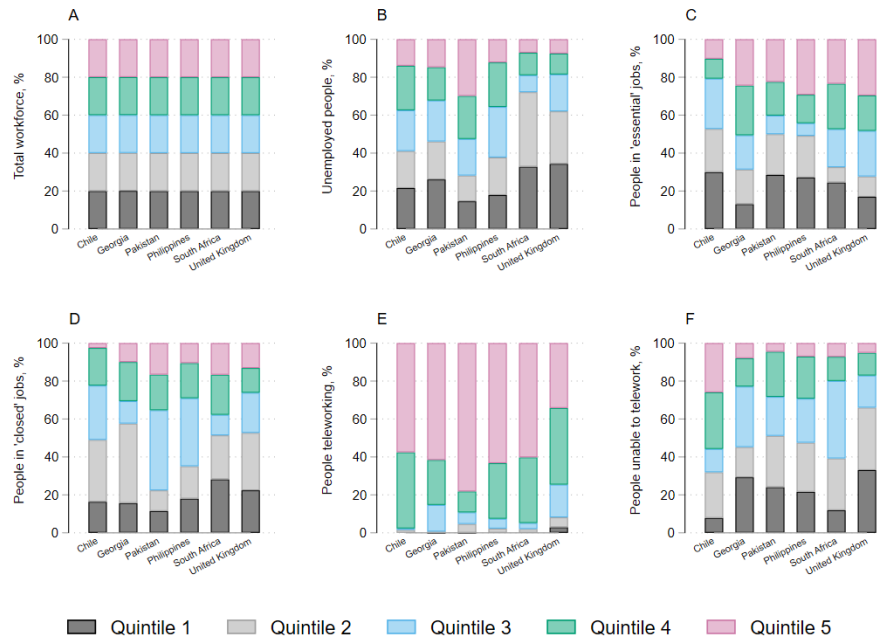 A
Total workforce, %
100
80
60
40
20
0
Chile
Georgia
Pakistan
Philippines
South Africa
United Kingdom
B
Unemployed people, %
100
80
60
40
20
0
Chile
Georgia
Pakistan
Philippines
South Africa
United Kingdom
C
People in 'essential' jobs, %
100
80
60
40
20
0
Chile
Georgia
Pakistan
Philippines
South Africa
United Kingdom
D
People in 'closed' jobs, %
100
80
60
40
20
0
Chile
Georgia
Pakistan
Philippines
South Africa
United Kingdom
E
People teleworking, %
100
80
60
40
20
0
Chile
Georgia
Pakistan
Philippines
South Africa
United Kingdom
F
People unable to telework, %
100
80
60
40
20
0
Chile
Georgia
Pakistan
Philippines
South Africa
United Kingdom
Quintile 1
Quintile 2
Quintile 3
Quintile 4
Quintile 5